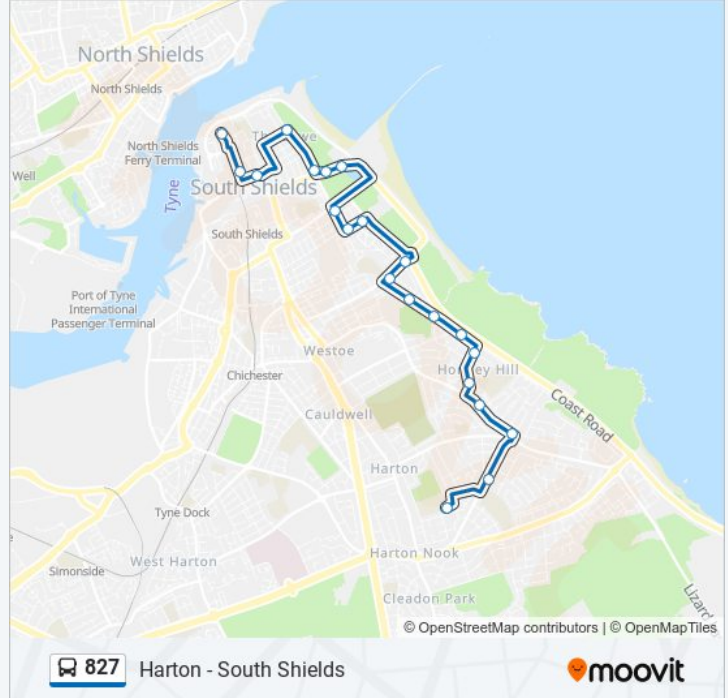 North Shields
North Shields
North Shields
Ferry Terminal
Well
Tyne
South Shields
South Shields
Port of Tyne
International
Passenger Terminal
Westoe
Chichester
Cauldwell
Coast Road
Harton
Tyne Dock
West Harton
Harton Nook
Simonside
Cleadon Park
© OpenStreetMap contributors | © OpenMapTiles
827 Harton - South Shields
moovit